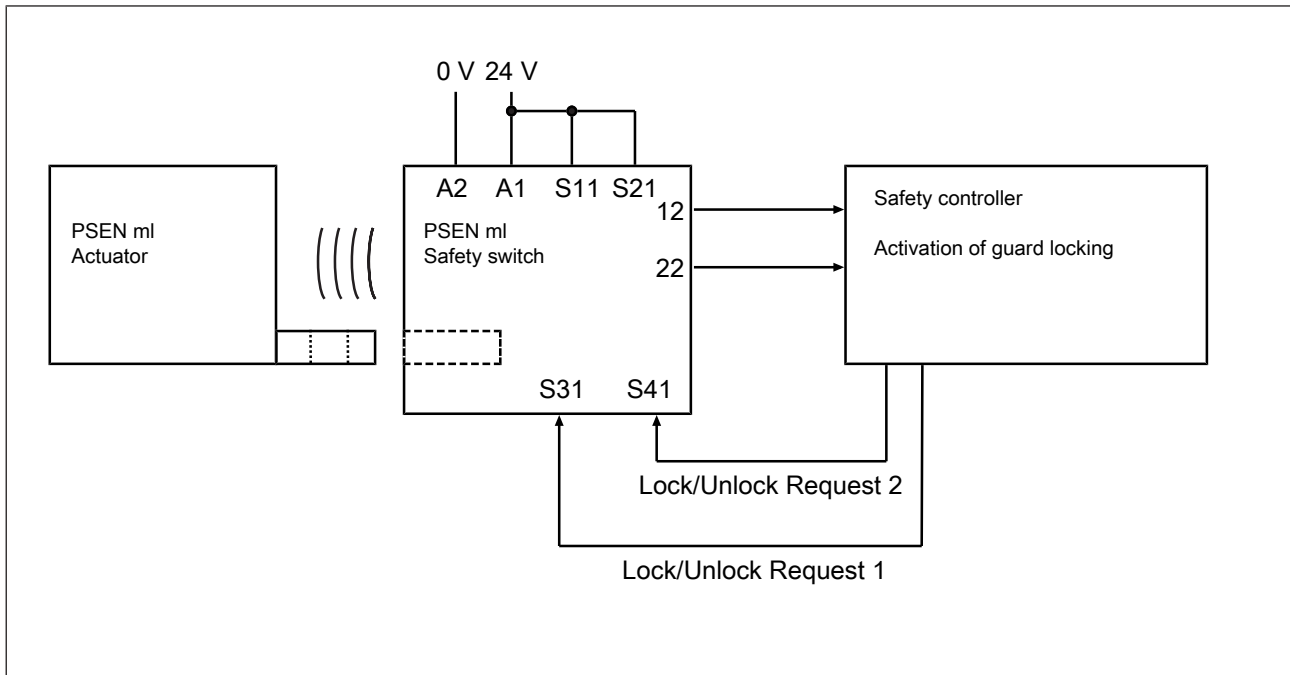 0 V 24 V
A2 A1 S11 S21
12
22
PSEN ml
Actuator
PSEN ml
Safety switch
S31 S41
Safety controller
Activation of guard locking
Lock/Unlock Request 2
Lock/Unlock Request 1